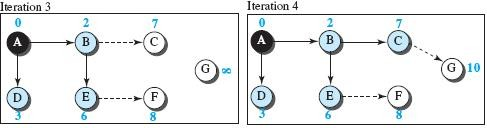 Iteration 3
0 2 7
A B C
G ∞
D E F
3 6 8
Iteration 4
0 2 7
A B C
G 10
D E F
3 6 8